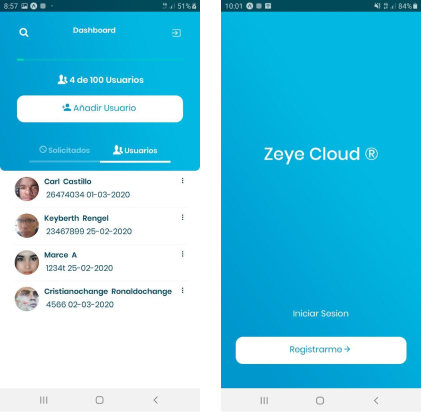 8:57
51%
Dashboard
4 de 100 Usuarios
Añadir Usuario
Solicitados
Usuarios
Carl Castillo
26474034 01-03-2020
Keyberth Rengel
23467899 25-02-2020
Marce A
1234t 25-02-2020
Cristianochange Ronaldochange
4566 02-03-2020
10:01
84%
Zeye Cloud ®
Iniciar Sesion
Registrarme →